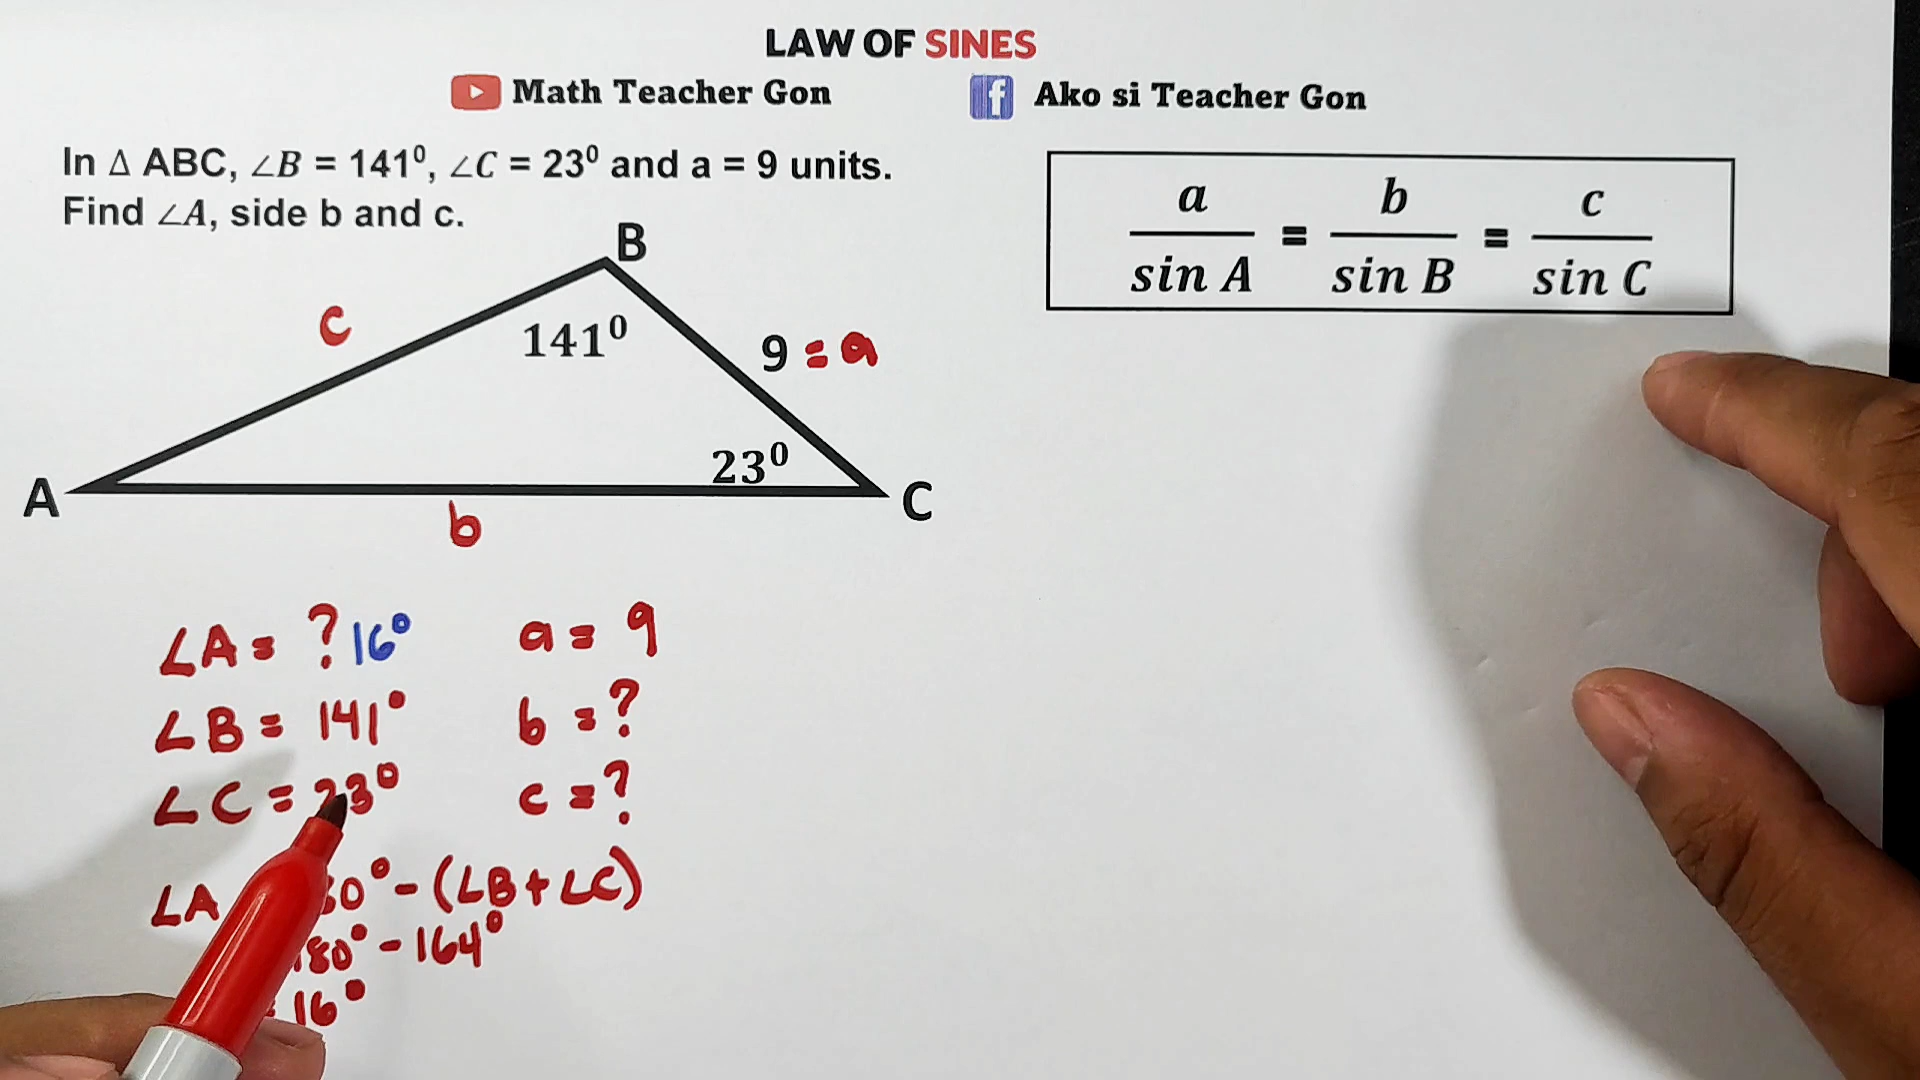 LAW OF SINES
Math Teacher Gon
Ako si Teacher Gon
In Δ ABC, ∠B = 141⁰, ∠C = 23⁰ and a = 9 units.
Find ∠A, side b and c.
a/sin A = b/sin B = c/sin C
B
c
141⁰
9 = a
23⁰
A
C
b
∠A = ? 16° a = 9
∠B = 141° b = ?
∠C = 23° c = ?
∠A 0° - (∠B + ∠C)
180° - 164°
= 16°